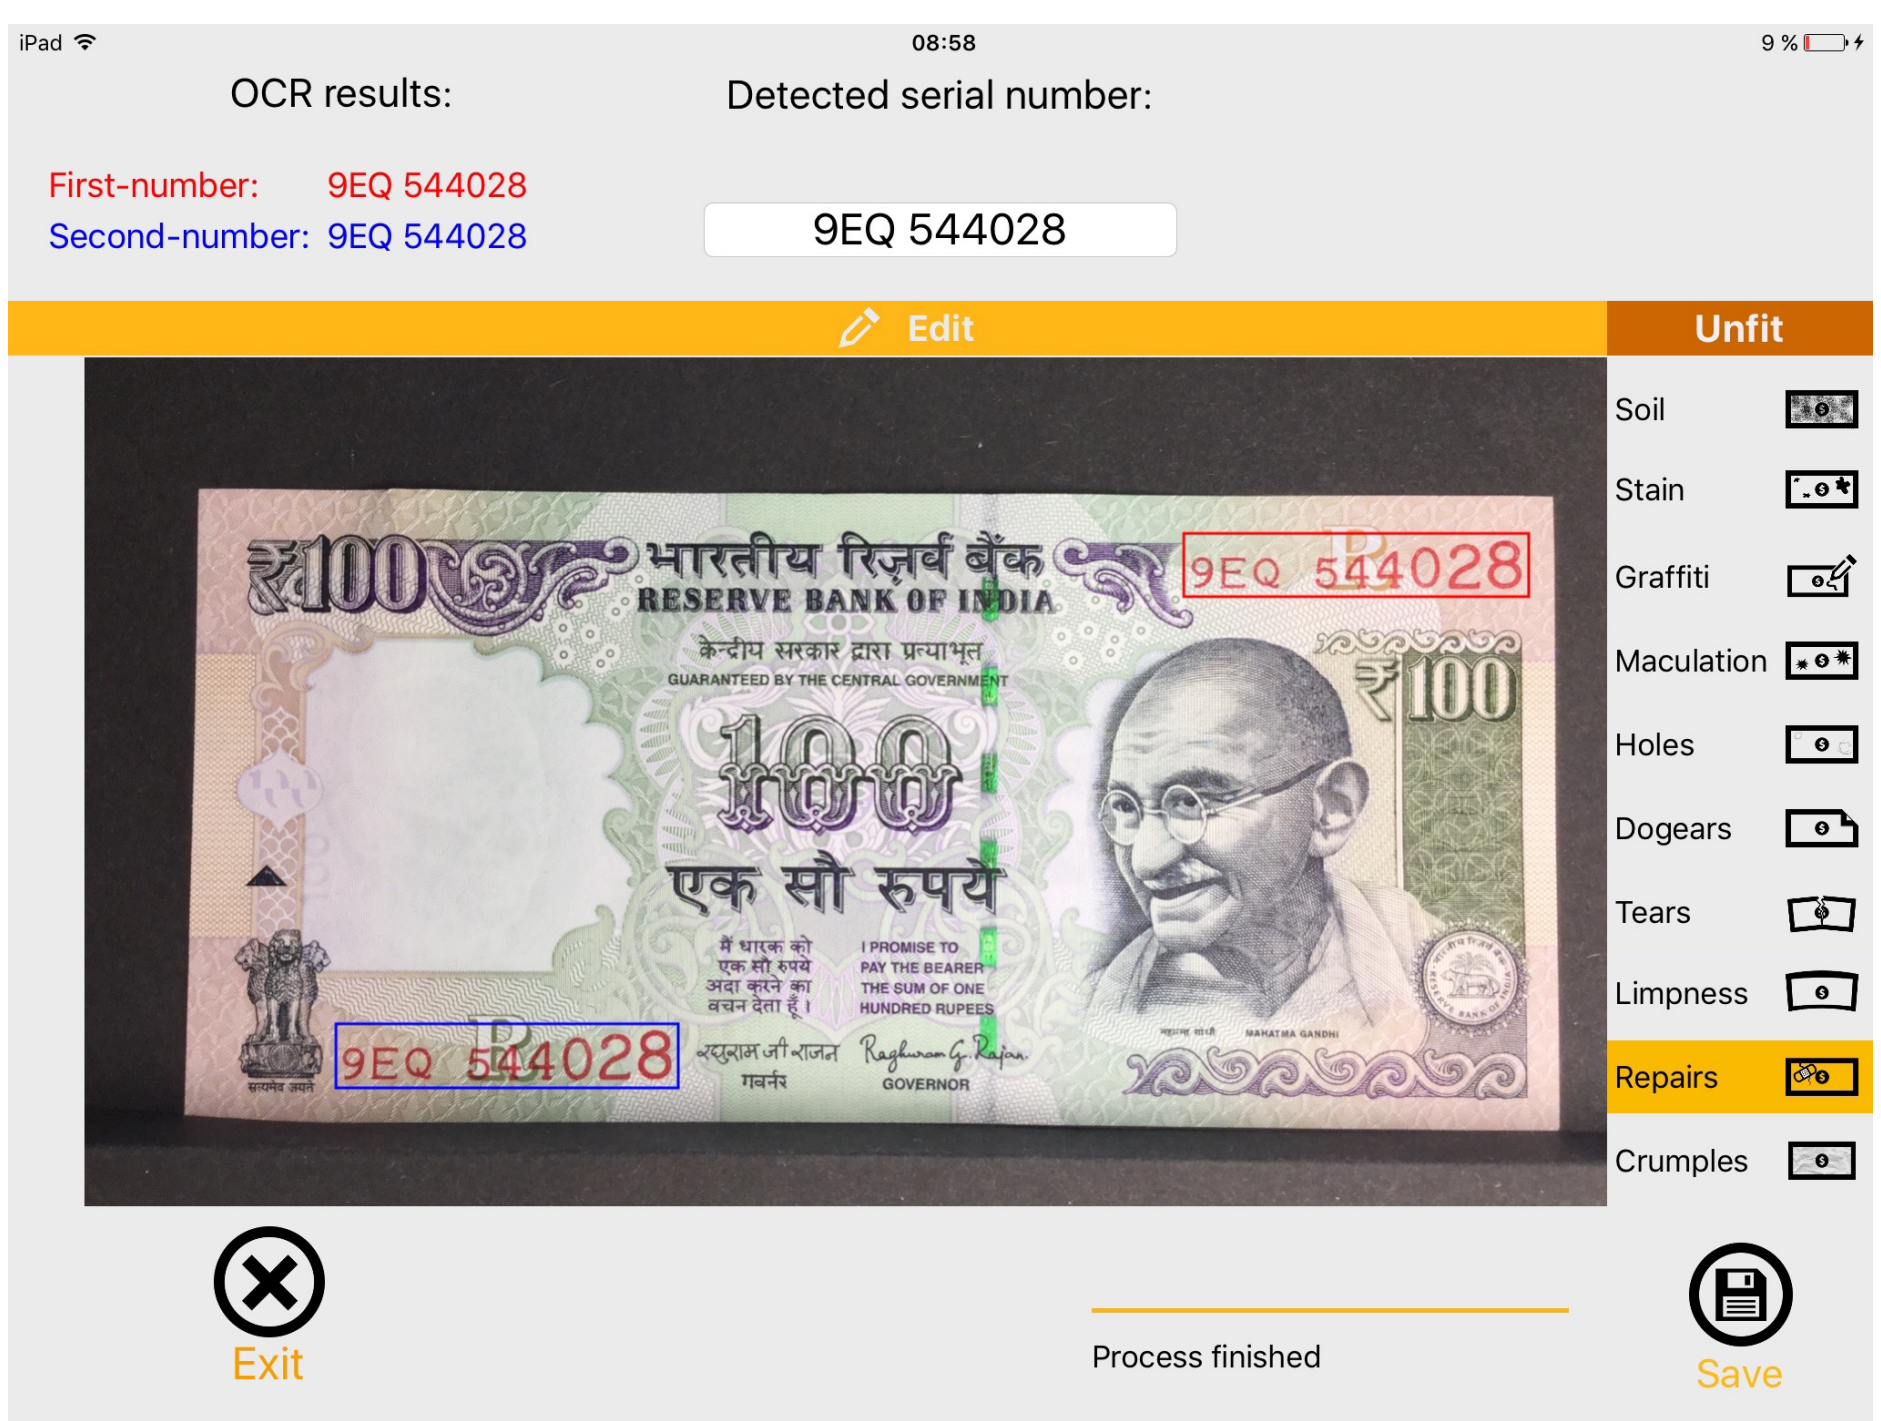 iPad 08:58 9 %
OCR results: Detected serial number:
First-number: 9EQ 544028
Second-number: 9EQ 544028
9EQ 544028
Edit Unfit
Soil
Stain
Graffiti
Maculation
Holes
Dogears
Tears
Limpness
Repairs
Crumples
₹100 भारतीय रिज़र्व बैंक 9EQ 544028
RESERVE BANK OF INDIA
केन्द्रीय सरकार द्वारा प्रत्याभूत
GUARANTEED BY THE CENTRAL GOVERNMENT
₹100
100
एक सौ रुपये
मैं धारक को I PROMISE TO
एक सौ रुपये PAY THE BEARER
अदा करने का THE SUM OF ONE
वचन देता हूँ। HUNDRED RUPEES
महात्मा गांधी MAHATMA GANDHI
9EQ 544028 रघुराम जी राजन Raghuram G. Rajan.
सत्यमेव जयते गवर्नर GOVERNOR
Exit
Process finished
Save